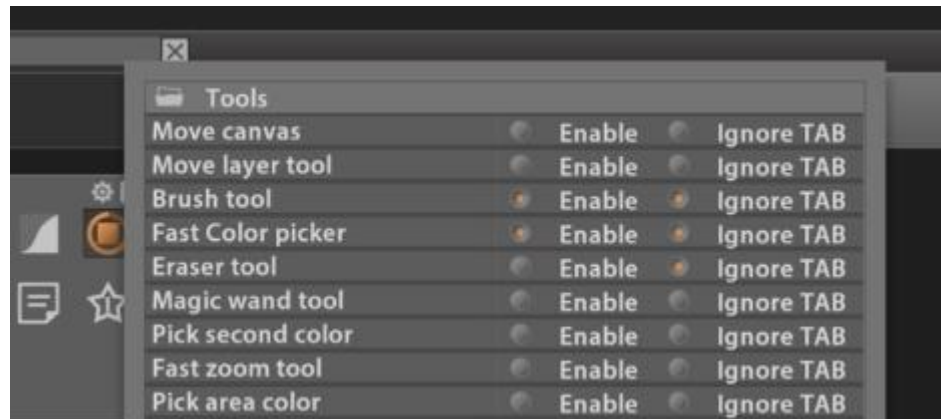 Tools
Move canvas Enable Ignore TAB
Move layer tool Enable Ignore TAB
Brush tool Enable Ignore TAB
Fast Color picker Enable Ignore TAB
Eraser tool Enable Ignore TAB
Magic wand tool Enable Ignore TAB
Pick second color Enable Ignore TAB
Fast zoom tool Enable Ignore TAB
Pick area color Enable Ignore TAB